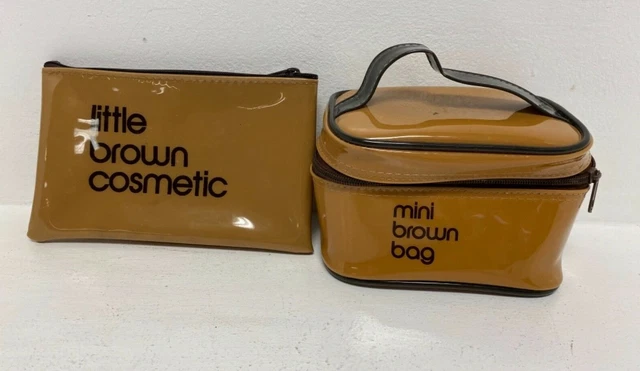 little
brown
cosmetic
mini
brown
bag